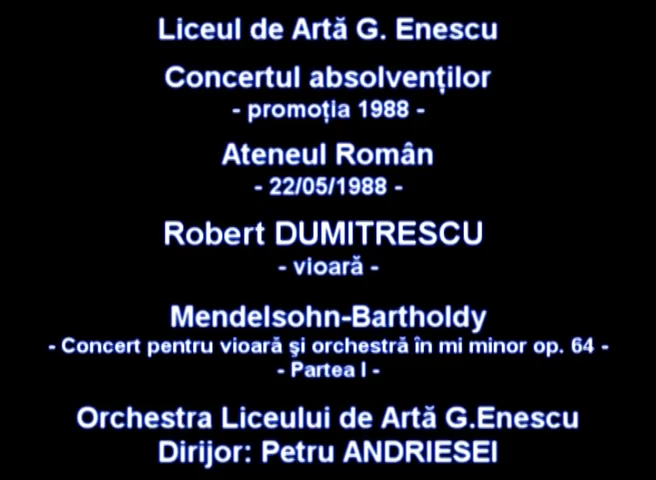 Liceul de Artă G. Enescu
Concertul absolvenților
- promoția 1988 -
Ateneul Român
- 22/05/1988 -
Robert DUMITRESCU
- vioară -
Mendelsohn-Bartholdy
- Concert pentru vioară şi orchestră în mi minor op. 64 -
- Partea I -
Orchestra Liceului de Artă G.Enescu
Dirijor: Petru ANDRIESEI